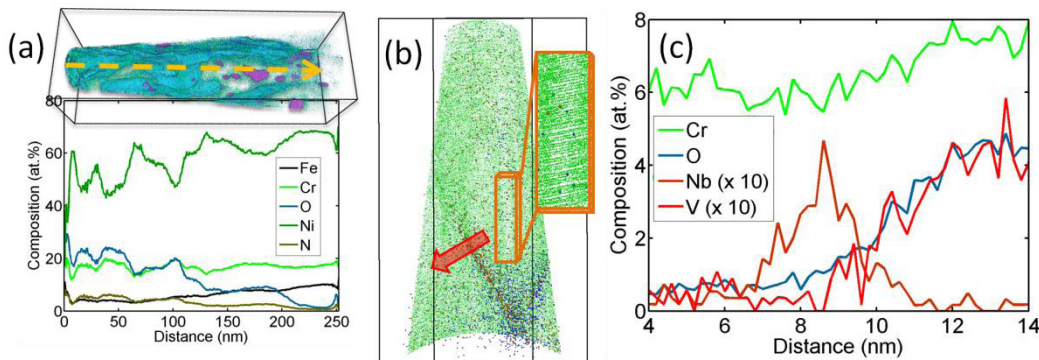 (a)
80
60
40
20
0
Composition (at.%)
Fe
Cr
O
Ni
N
0 50 100 150 200 250
Distance (nm)
(b)
(c)
8
6
4
2
0
Composition (at.%)
Cr
O
Nb (x 10)
V (x 10)
4 6 8 10 12 14
Distance (nm)